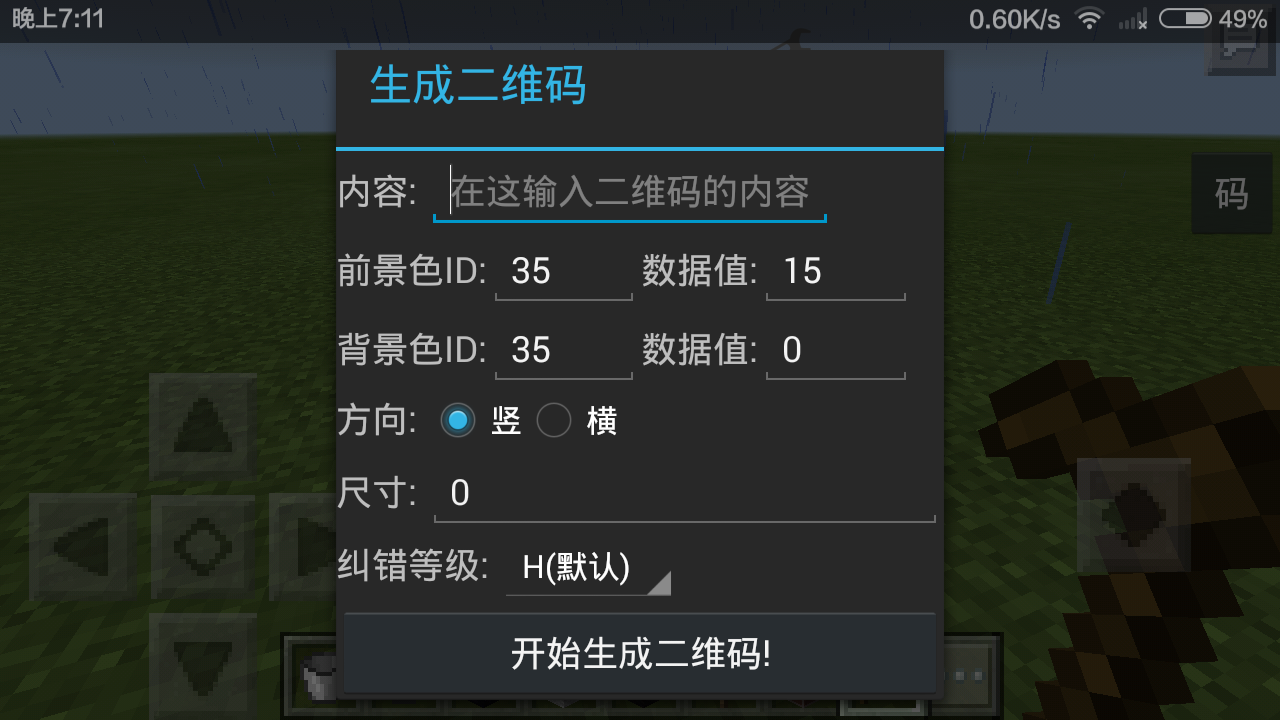 晚上7:11 0.60K/s 49%
生成二维码
内容: 在这输入二维码的内容
码
前景色ID: 35 数据值: 15
背景色ID: 35 数据值: 0
方向: 竖 横
尺寸: 0
纠错等级: H(默认)
开始生成二维码!